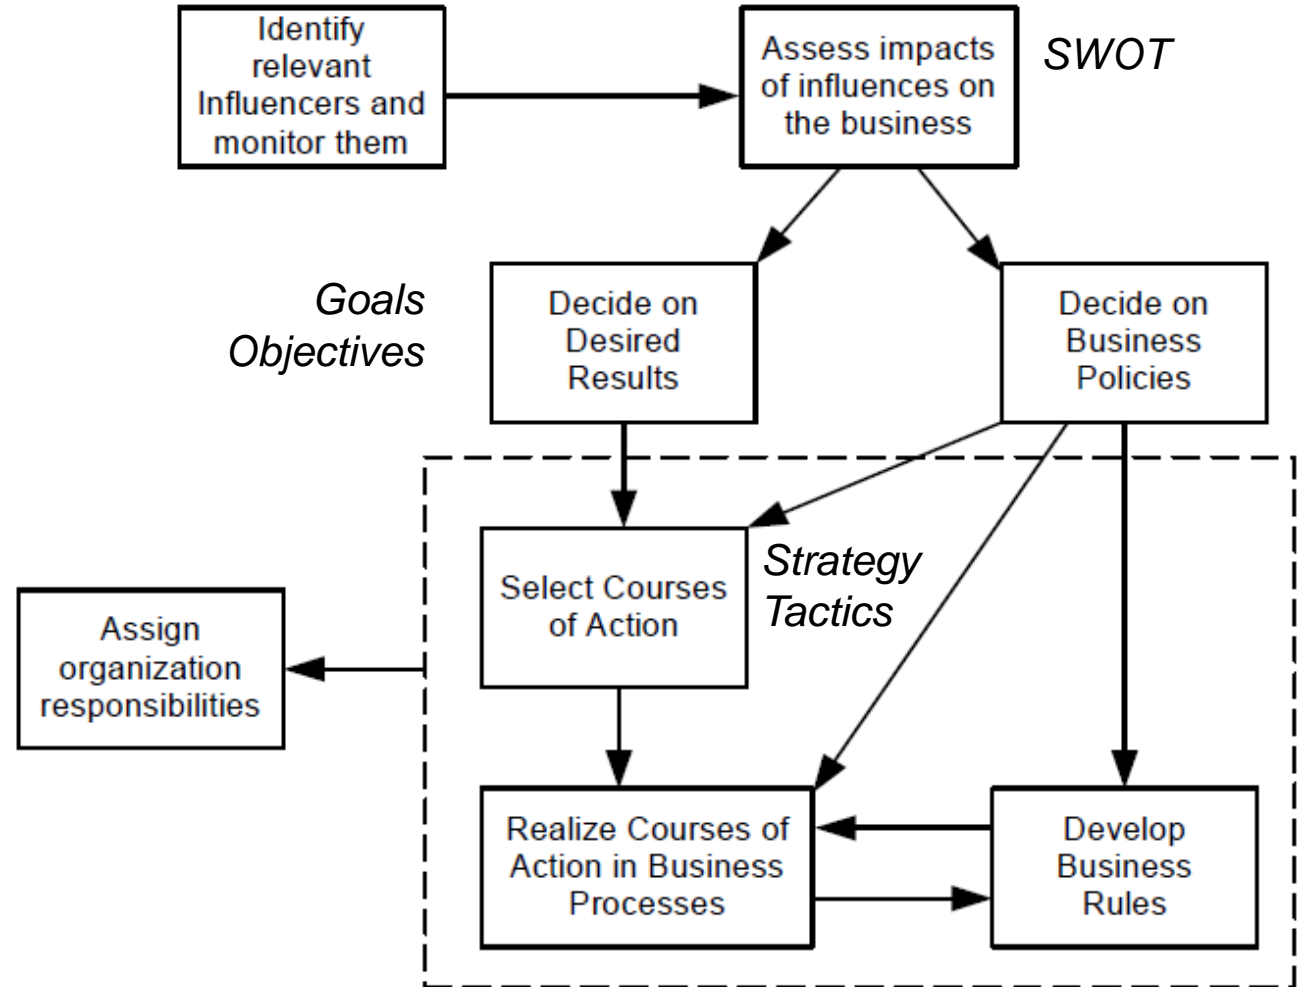 Identify
relevant
Influencers and
monitor them
Assess impacts
of influences on
the business
SWOT
Goals
Objectives
Decide on
Desired
Results
Decide on
Business
Policies
Select Courses
of Action
Strategy
Tactics
Assign
organization
responsibilities
Realize Courses of
Action in Business
Processes
Develop
Business
Rules